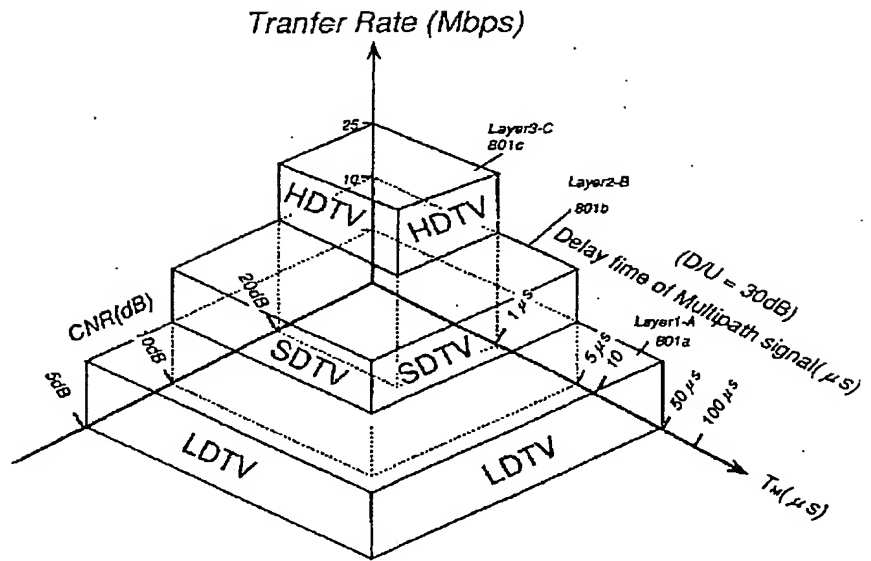 Tranfer Rate (Mbps)
25
Layer3-C
801c
10
HDTV
HDTV
Layer2-B
801b
(D/U = 30dB)
Delay fime of Multipath signal(μs)
CNR(dB)
20dB
1μs
Layer1-A
801a
10dB
SDTV
SDTV
5μs
10
5dB
50μs
100μs
LDTV
LDTV
TM(μs)